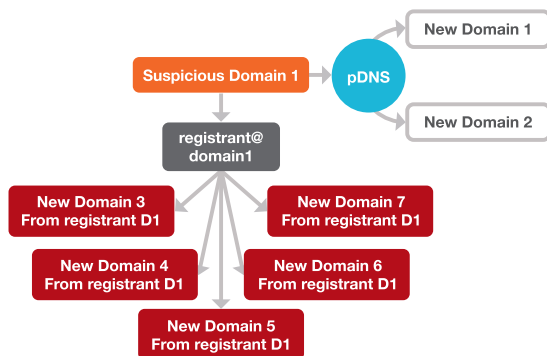 New Domain 1
Suspicious Domain 1
pDNS
New Domain 2
registrant@
domain1
New Domain 3
From registrant D1
New Domain 7
From registrant D1
New Domain 4
From registrant D1
New Domain 6
From registrant D1
New Domain 5
From registrant D1